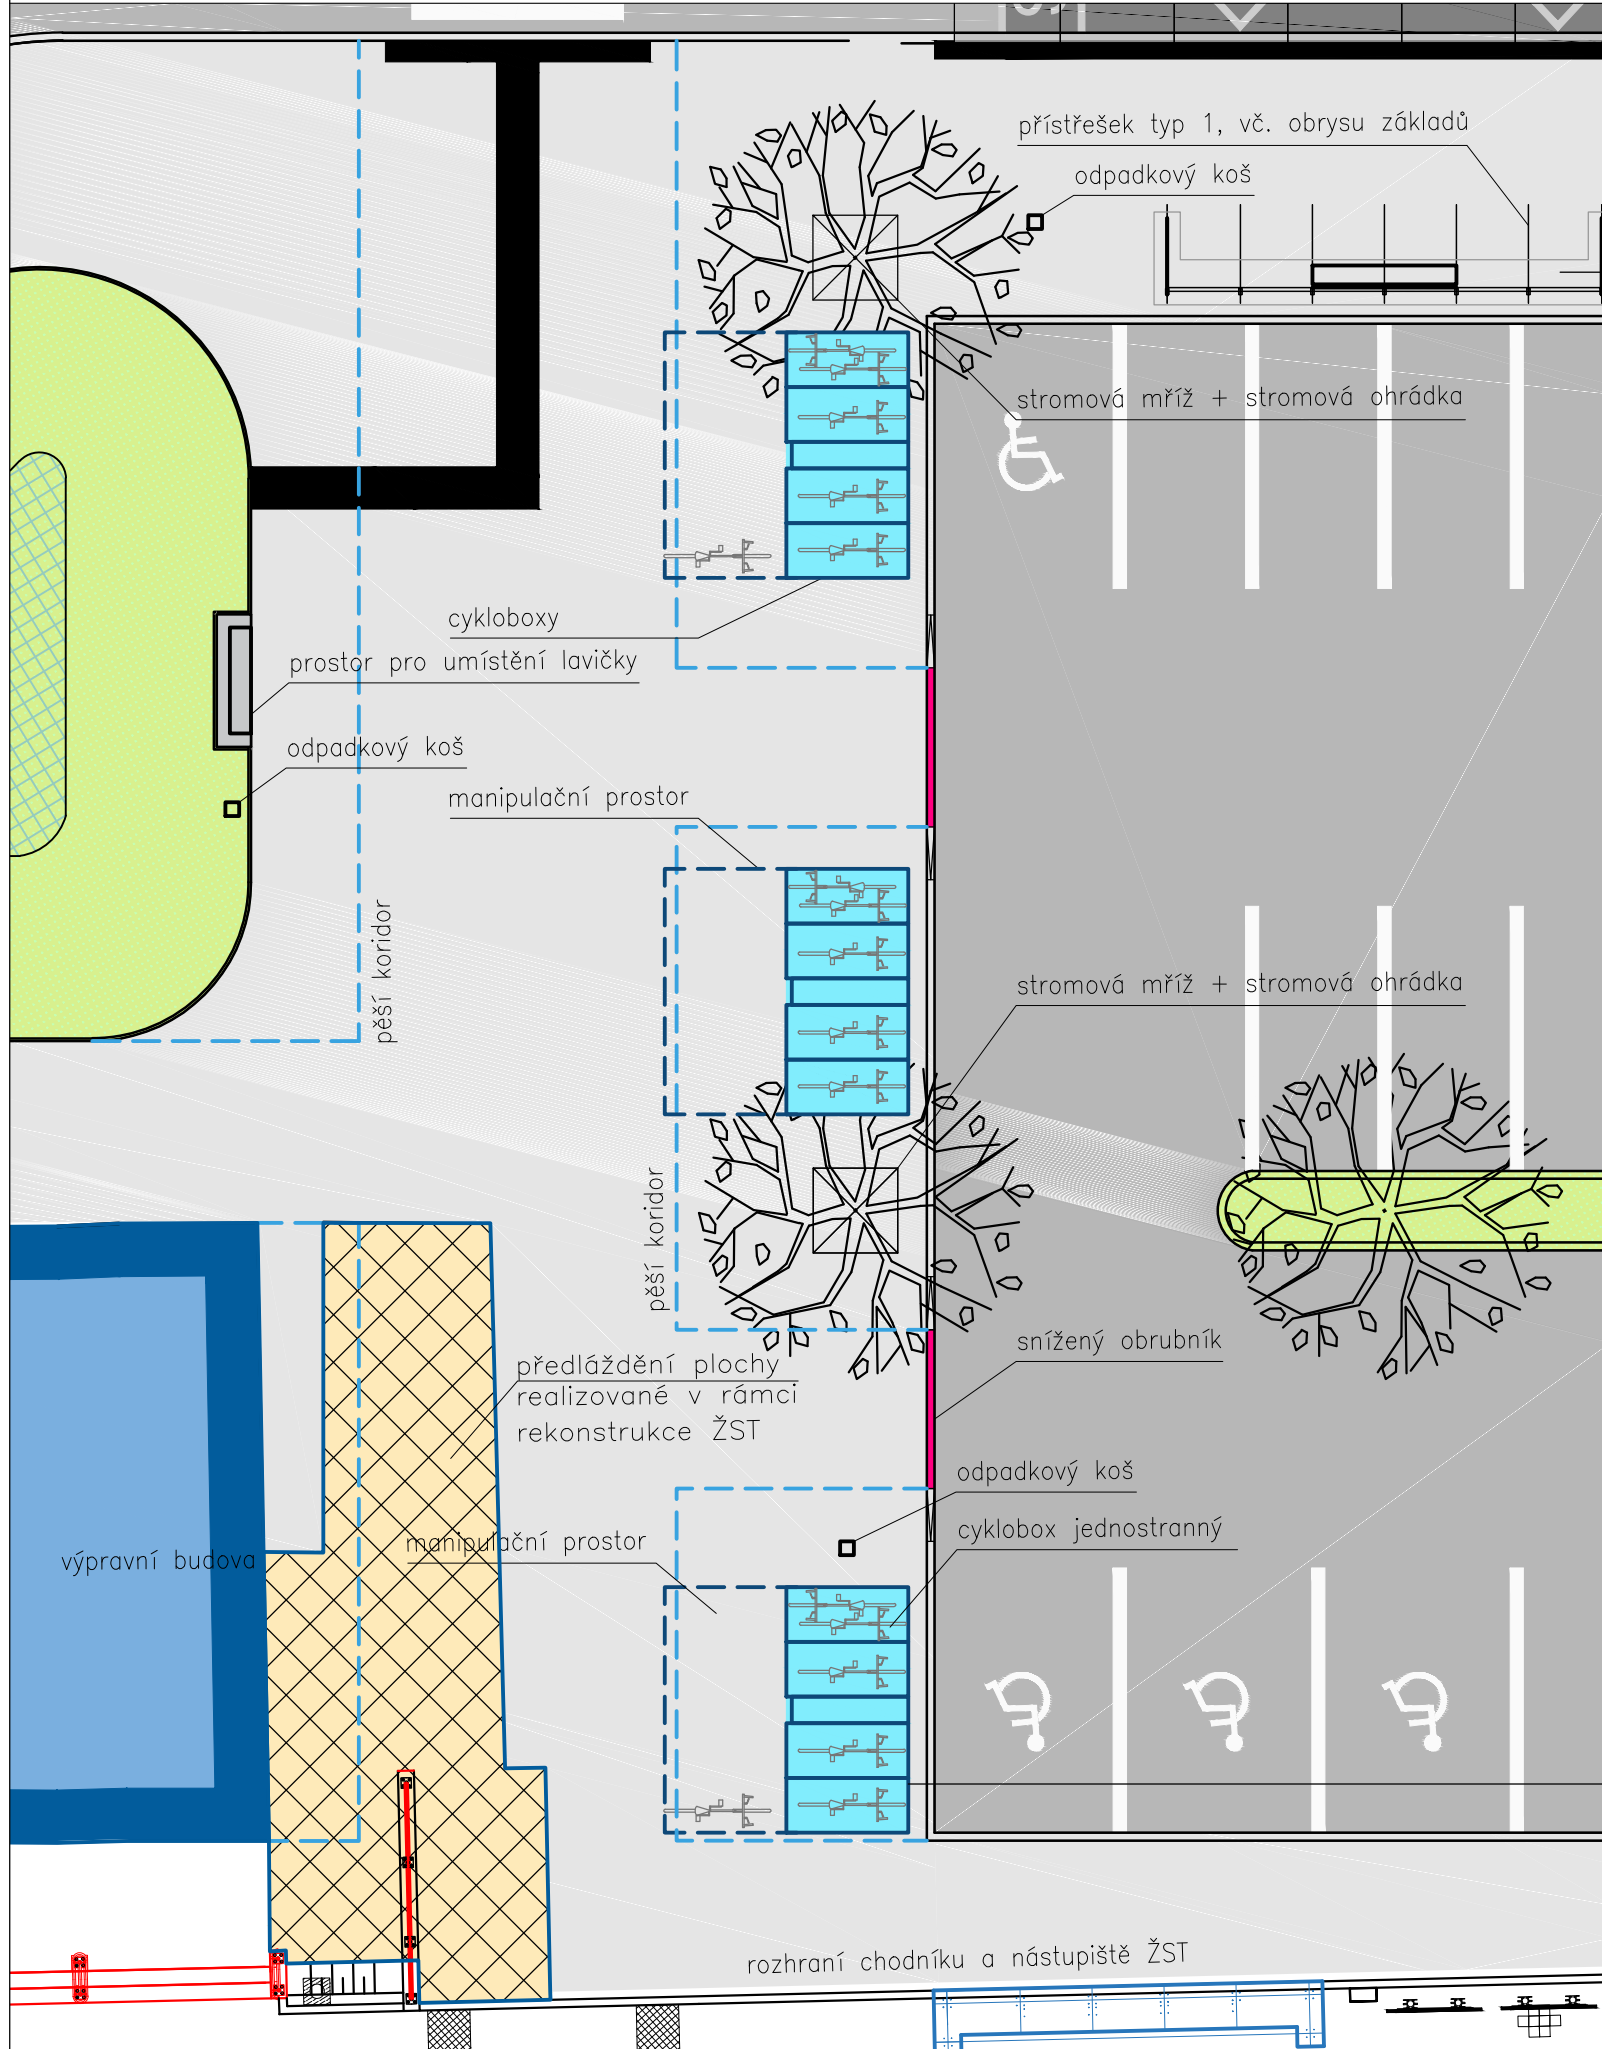 přístřešek typ 1, vč. obrysu základů
odpadkový koš
stromová mříž + stromová ohrádka
cykloboxy
prostor pro umístění lavičky
odpadkový koš
manipulační prostor
pěší koridor
stromová mříž + stromová ohrádka
pěší koridor
snížený obrubník
předláždění plochy
realizované v rámci
rekonstrukce ŽST
odpadkový koš
cyklobox jednostranný
manipulační prostor
výpravní budova
rozhraní chodníku a nástupiště ŽST